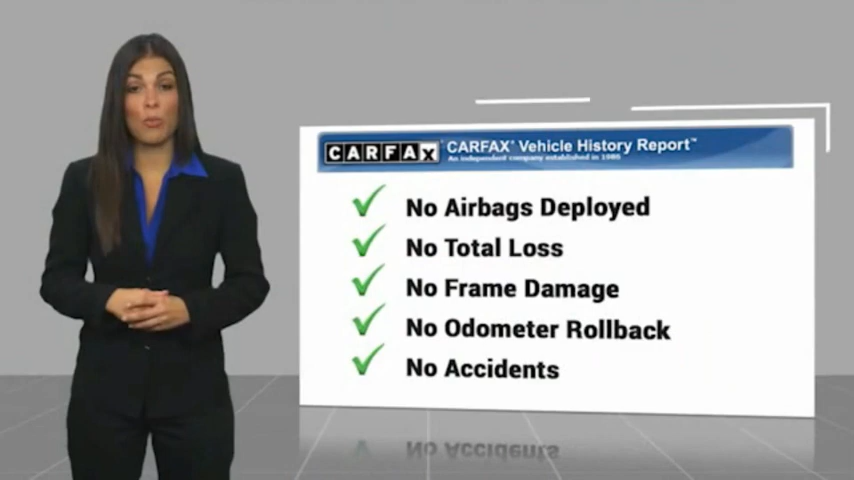 CARFAX CARFAX® Vehicle History Report™
An independent company established in 1986
No Airbags Deployed
No Total Loss
No Frame Damage
No Odometer Rollback
No Accidents
No Accidents